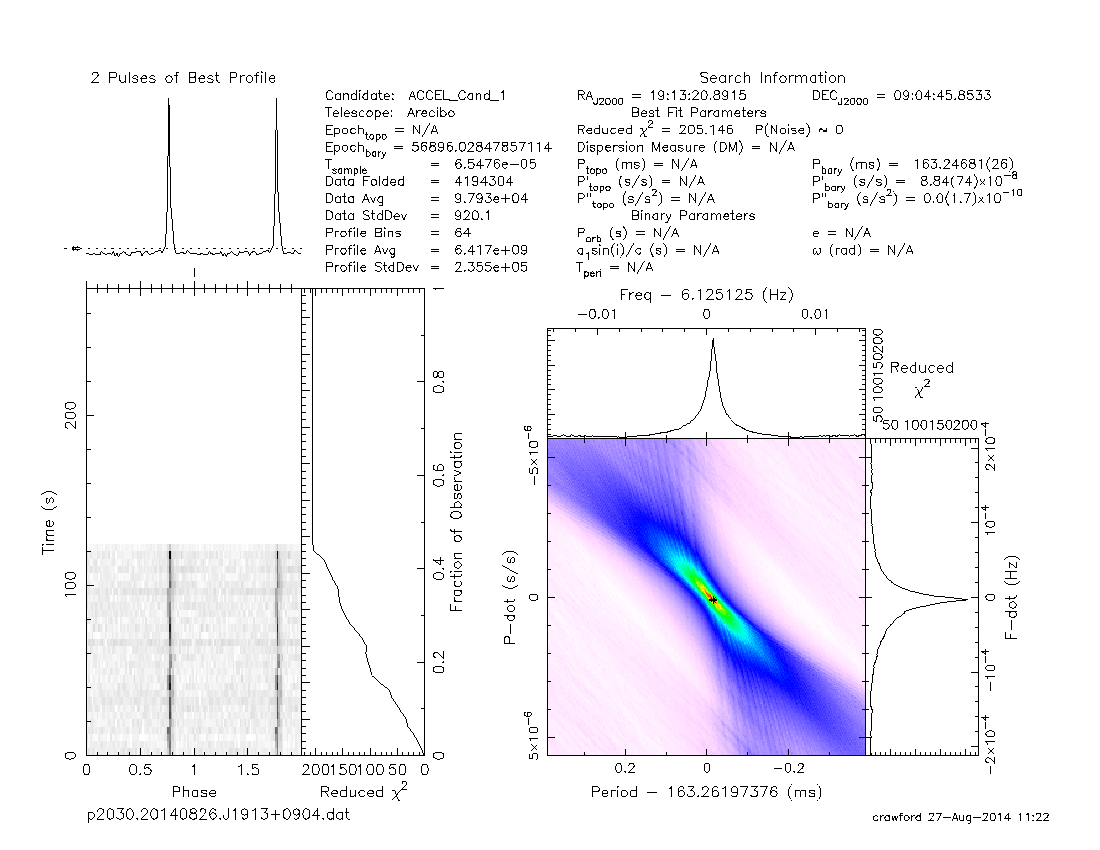 2 Pulses of Best Profile
Search Information
Candidate: ACCEL_Cand_1
RA_J2000 = 19:13:20.8915 DEC_J2000 = 09:04:45.8533
Telescope: Arecibo
Best Fit Parameters
Epoch_topo = N/A
Reduced χ² = 205.146 P(Noise) ~ 0
Epoch_bary = 56896.02847857114
Dispersion Measure (DM) = N/A
T_sample = 6.5476e-05
P_topo (ms) = N/A P_bary (ms) = 163.24681(26)
Data Folded = 4194304
P'_topo (s/s) = N/A P'_bary (s/s) = 8.84(74)x10^-8
Data Avg = 9.793e+04
P''_topo (s/s²) = N/A P''_bary (s/s²) = 0.0(1.7)x10^-10
Data StdDev = 920.1
Binary Parameters
Profile Bins = 64
P_orb (s) = N/A e = N/A
Profile Avg = 6.417e+09
a_1sin(i)/c (s) = N/A ω (rad) = N/A
Profile StdDev = 2.355e+05
T_peri = N/A
Freq - 6.125125 (Hz)
-0.01 0 0.01
50 100150200
Reduced
χ²
50 100150200
Time (s)
0 100 200
0 0.5 1 1.5
Phase
200150100 50 0
Reduced χ²
0 0.2 0.4 0.6 0.8 1
Fraction of Observation
P-dot (s/s)
-5×10^-6 0 5×10^-6
0.2 0 -0.2
Period - 163.26197376 (ms)
2×10^-4 10^-4 0 -10^-4 -2×10^-4
F-dot (Hz)
p2030.20140826.J1913+0904.dat
crawford 27-Aug-2014 11:22